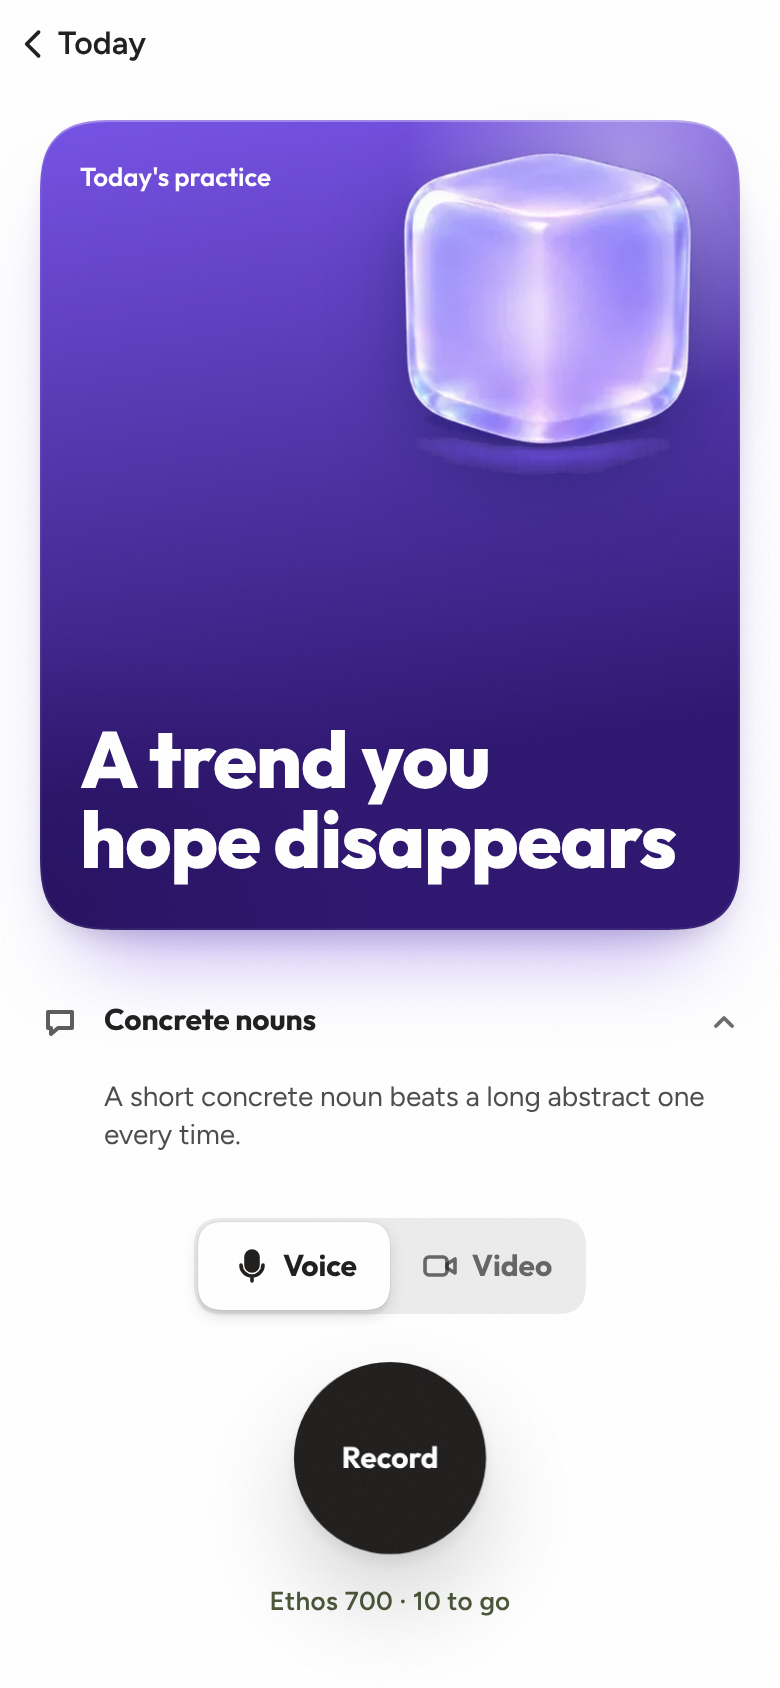 Today
Today's practice
A trend you
hope disappears
Concrete nouns
A short concrete noun beats a long abstract one
every time.
Voice
Video
Record
Ethos 700 · 10 to go